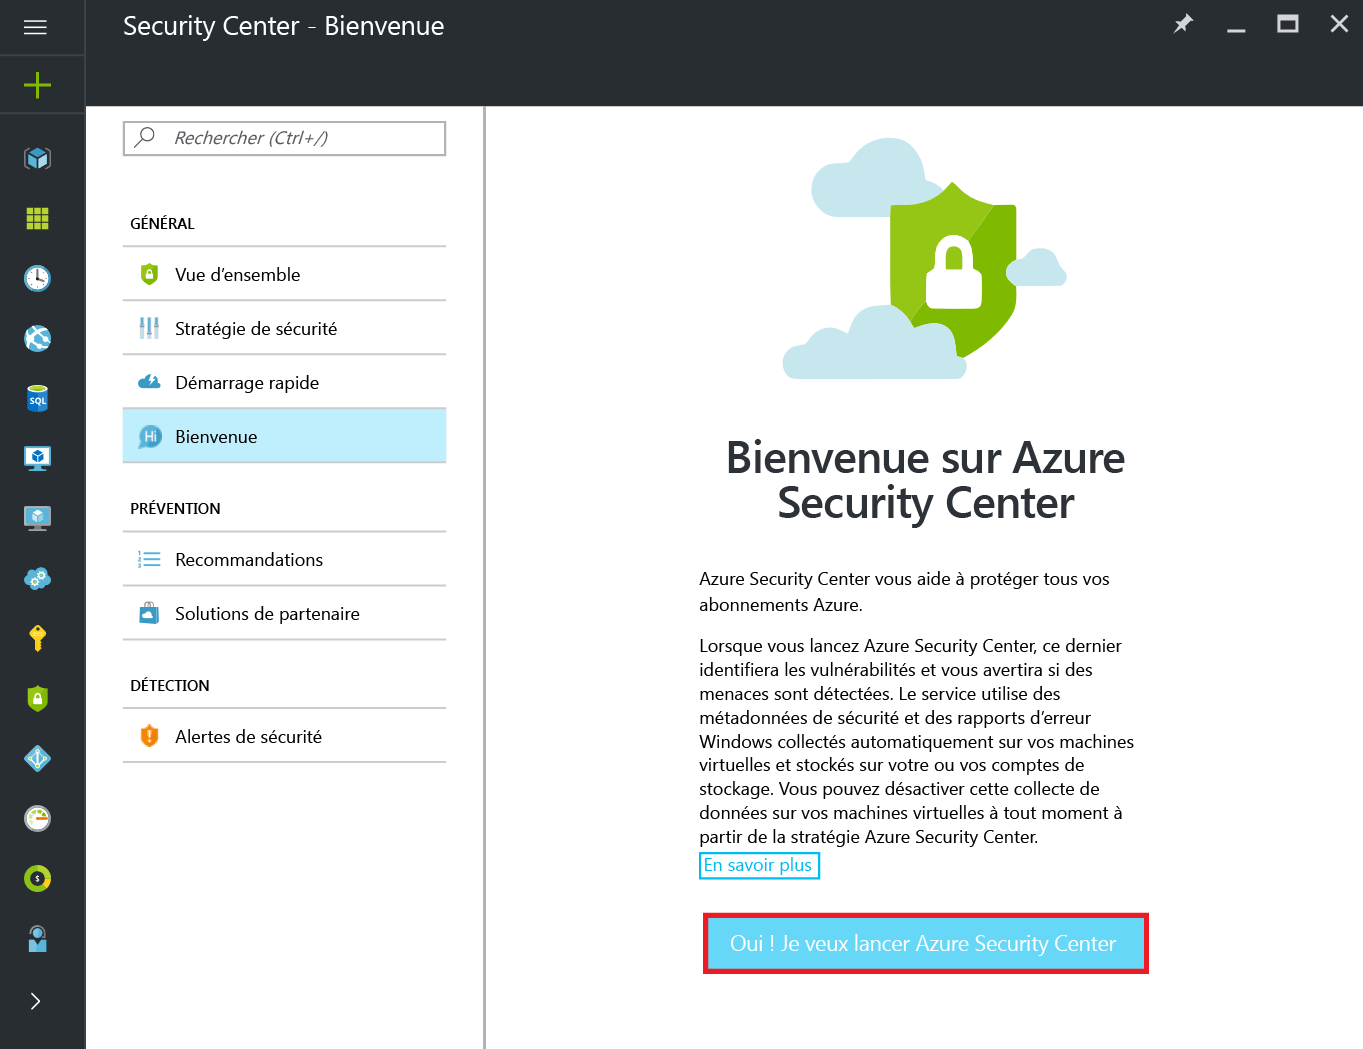 Security Center - Bienvenue
Rechercher (Ctrl+/)
GÉNÉRAL
Vue d’ensemble
Stratégie de sécurité
Démarrage rapide
Hi
Bienvenue
PRÉVENTION
Recommandations
Solutions de partenaire
DÉTECTION
Alertes de sécurité
SQL
$
Bienvenue sur Azure
Security Center
Azure Security Center vous aide à protéger tous vos
abonnements Azure.
Lorsque vous lancez Azure Security Center, ce dernier
identifiera les vulnérabilités et vous avertira si des
menaces sont détectées. Le service utilise des
métadonnées de sécurité et des rapports d’erreur
Windows collectés automatiquement sur vos machines
virtuelles et stockés sur votre ou vos comptes de
stockage. Vous pouvez désactiver cette collecte de
données sur vos machines virtuelles à tout moment à
partir de la stratégie Azure Security Center.
En savoir plus
Oui ! Je veux lancer Azure Security Center